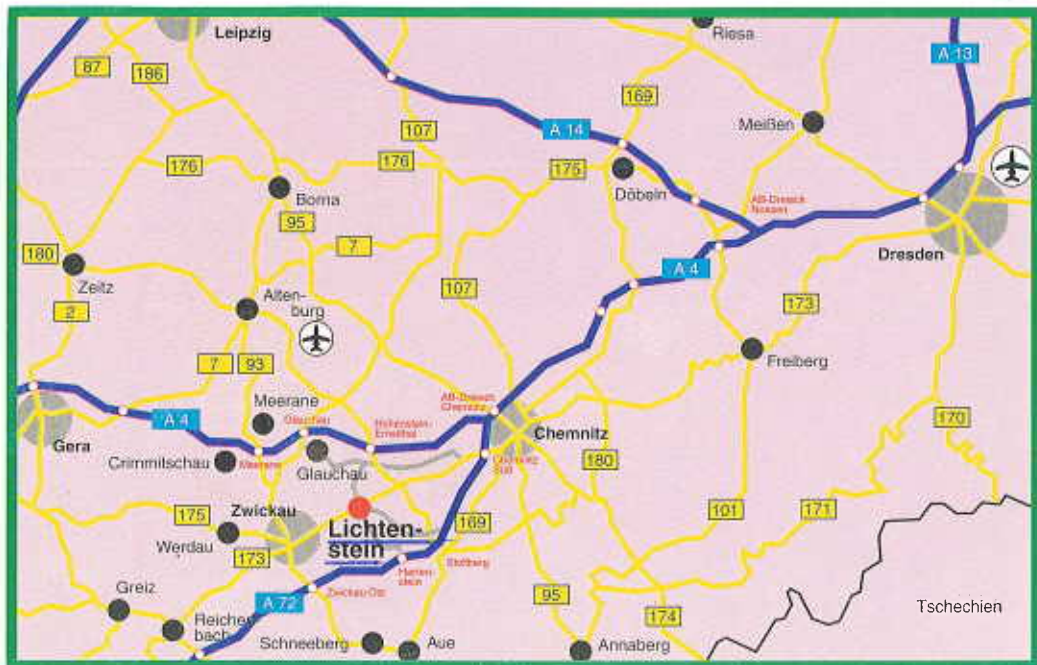 Leipzig
Riesa
A 13
87
186
169
107
A 14
Meißen
176
176
175
Döbeln
Borna
AB-Dreieck
Nossen
95
7
180
Zeitz
Dresden
A 4
107
2
Alten-
burg
173
7
93
Freiberg
Meerane
AB-Dreieck
Chemnitz
A 4
Glauchau
Hohenstein-
Ernstthal
170
Gera
Chemnitz
Crimmitschau
Meerane
Glauchau
Chemnitz
Süd
180
175
Zwickau
Lichten-
stein
169
101
171
Werdau
173
Stollberg
Harten-
stein
Greiz
A 72
Zwickau-Ost
95
Tschechien
Reichen
bach
174
Schneeberg
Aue
Annaberg